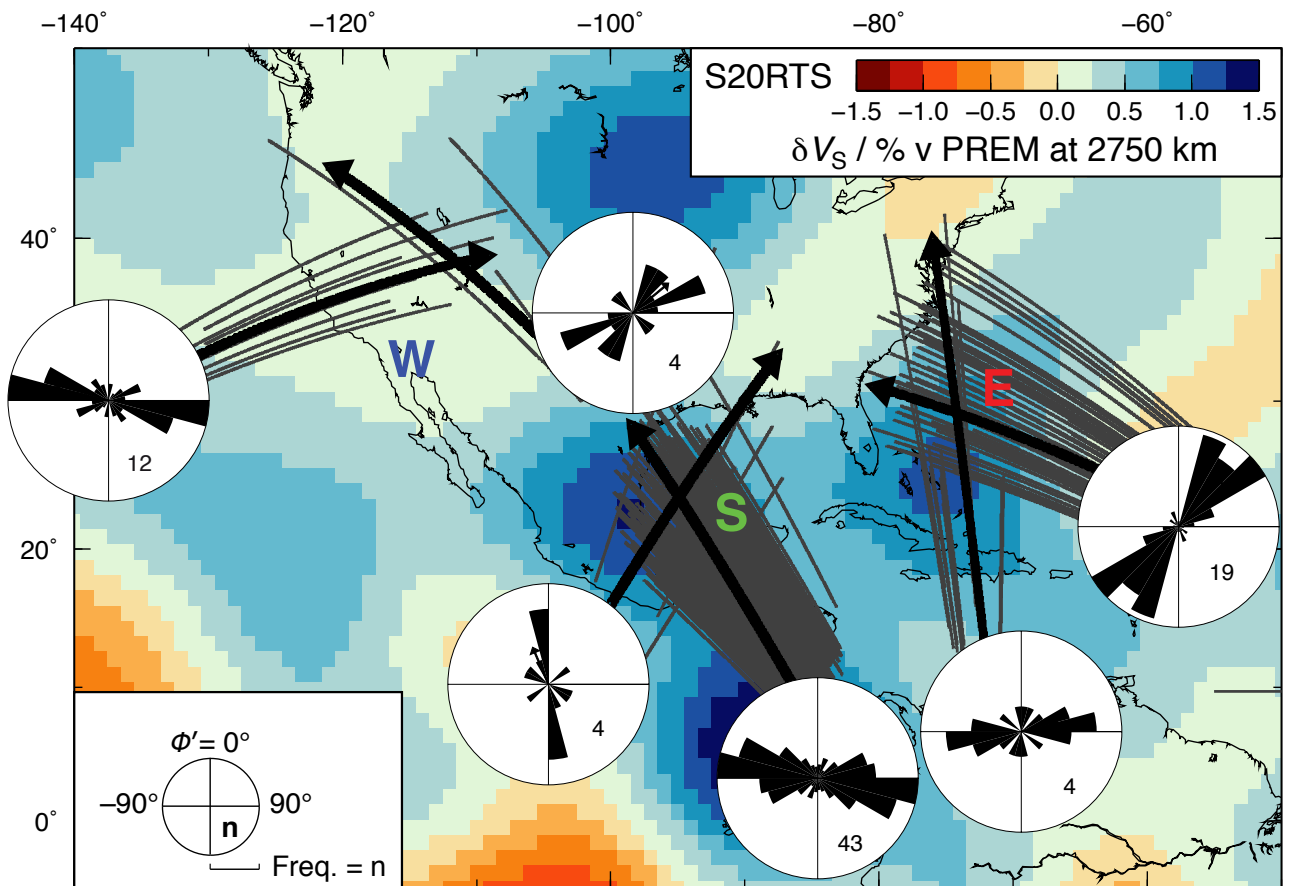 −140° −120° −100° −80° −60°
S20RTS
−1.5 −1.0 −0.5 0.0 0.5 1.0 1.5
δVS / % v PREM at 2750 km
40°
20°
0°
W
S
E
12
4
19
4
43
4
Φ′= 0°
−90° 90°
n
Freq. = n